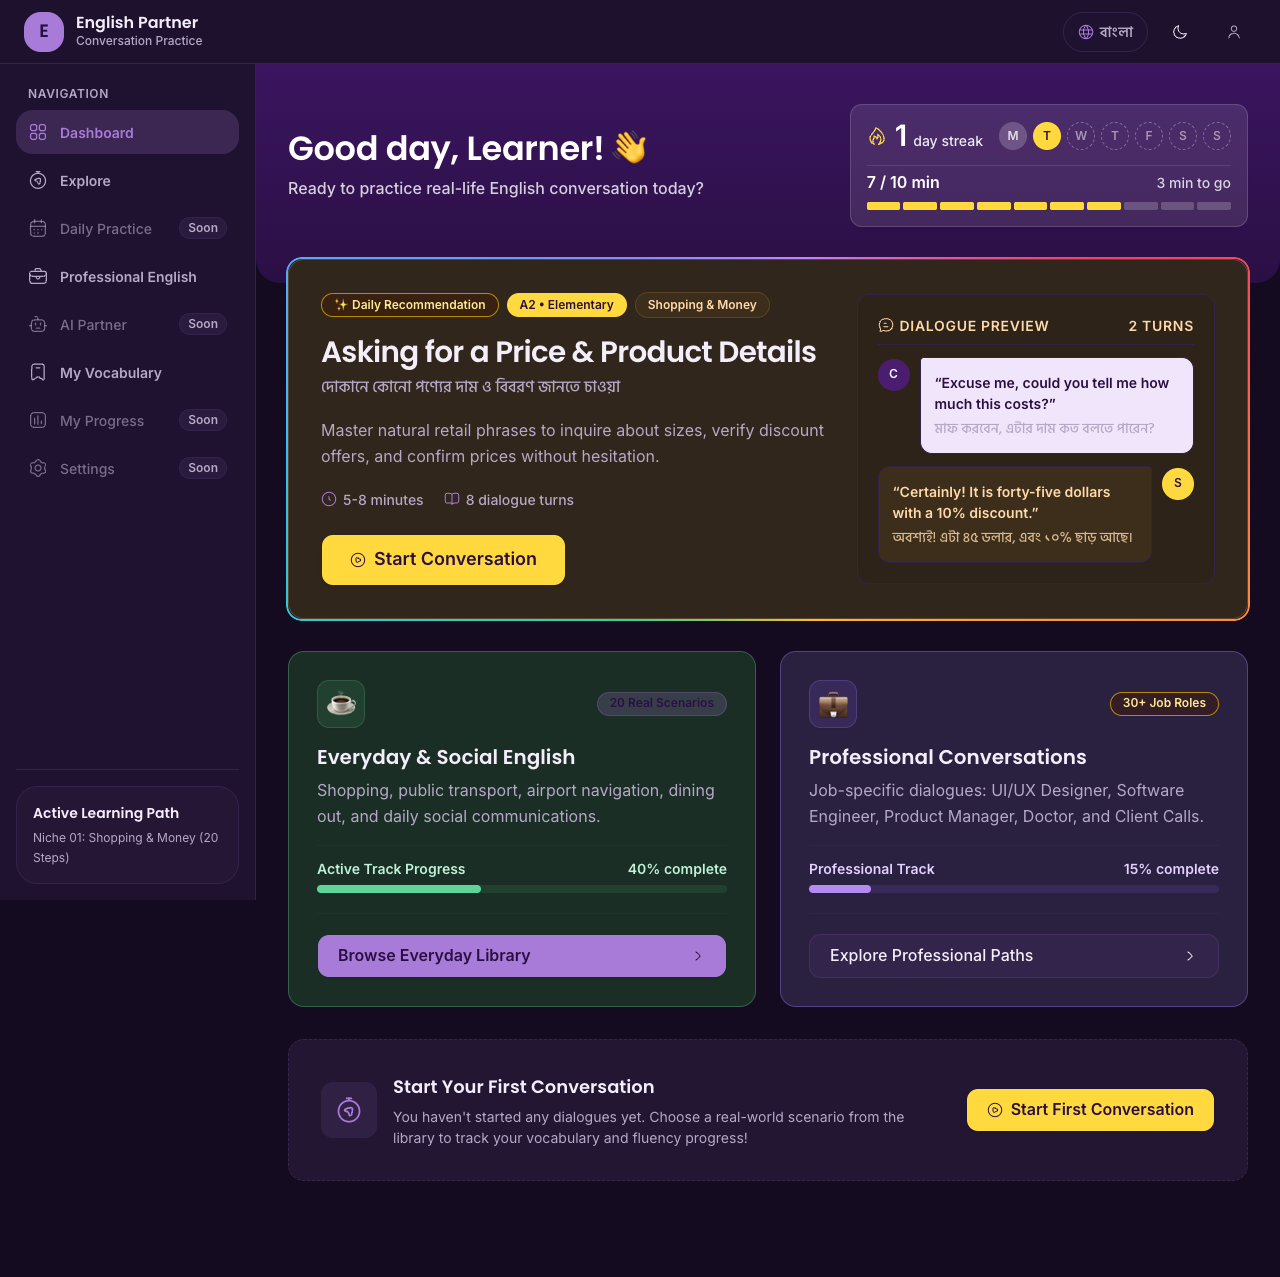 E
English Partner
Conversation Practice
বাংলা
NAVIGATION
Dashboard
Explore
Daily Practice
Soon
Professional English
AI Partner
Soon
My Vocabulary
My Progress
Soon
Settings
Soon
Active Learning Path
Niche 01: Shopping & Money (20
Steps)
Good day, Learner! 👋
Ready to practice real-life English conversation today?
1 day streak
M T W T F S S
7 / 10 min
3 min to go
✨ Daily Recommendation
A2 • Elementary
Shopping & Money
Asking for a Price & Product Details
দোকানে কোনো পণ্যের দাম ও বিবরণ জানতে চাওয়া
Master natural retail phrases to inquire about sizes, verify discount
offers, and confirm prices without hesitation.
5-8 minutes
8 dialogue turns
Start Conversation
DIALOGUE PREVIEW
2 TURNS
C
“Excuse me, could you tell me how
much this costs?”
মাফ করবেন, এটার দাম কত বলতে পারেন?
S
“Certainly! It is forty-five dollars
with a 10% discount.”
অবশ্যই! এটা ৪৫ ডলার, এবং ১০% ছাড় আছে।
20 Real Scenarios
Everyday & Social English
Shopping, public transport, airport navigation, dining
out, and daily social communications.
Active Track Progress
40% complete
Browse Everyday Library
30+ Job Roles
Professional Conversations
Job-specific dialogues: UI/UX Designer, Software
Engineer, Product Manager, Doctor, and Client Calls.
Professional Track
15% complete
Explore Professional Paths
Start Your First Conversation
You haven't started any dialogues yet. Choose a real-world scenario from the
library to track your vocabulary and fluency progress!
Start First Conversation